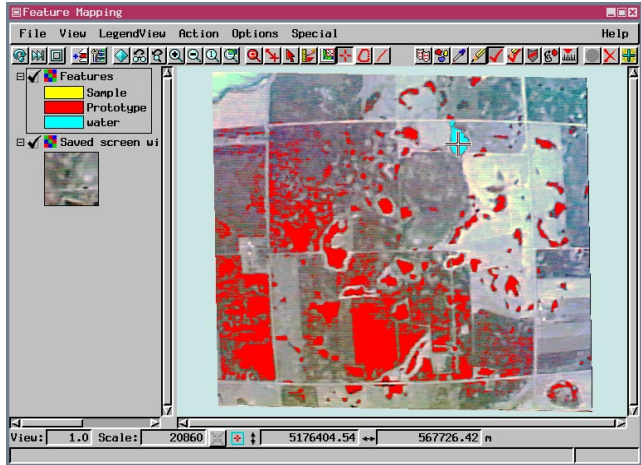 Feature Mapping
File View LegendView Action Options Special Help
Features
Sample
Prototype
water
Saved screen wi
View: 1.0 Scale: 20860 5176404.54 567726.42 m